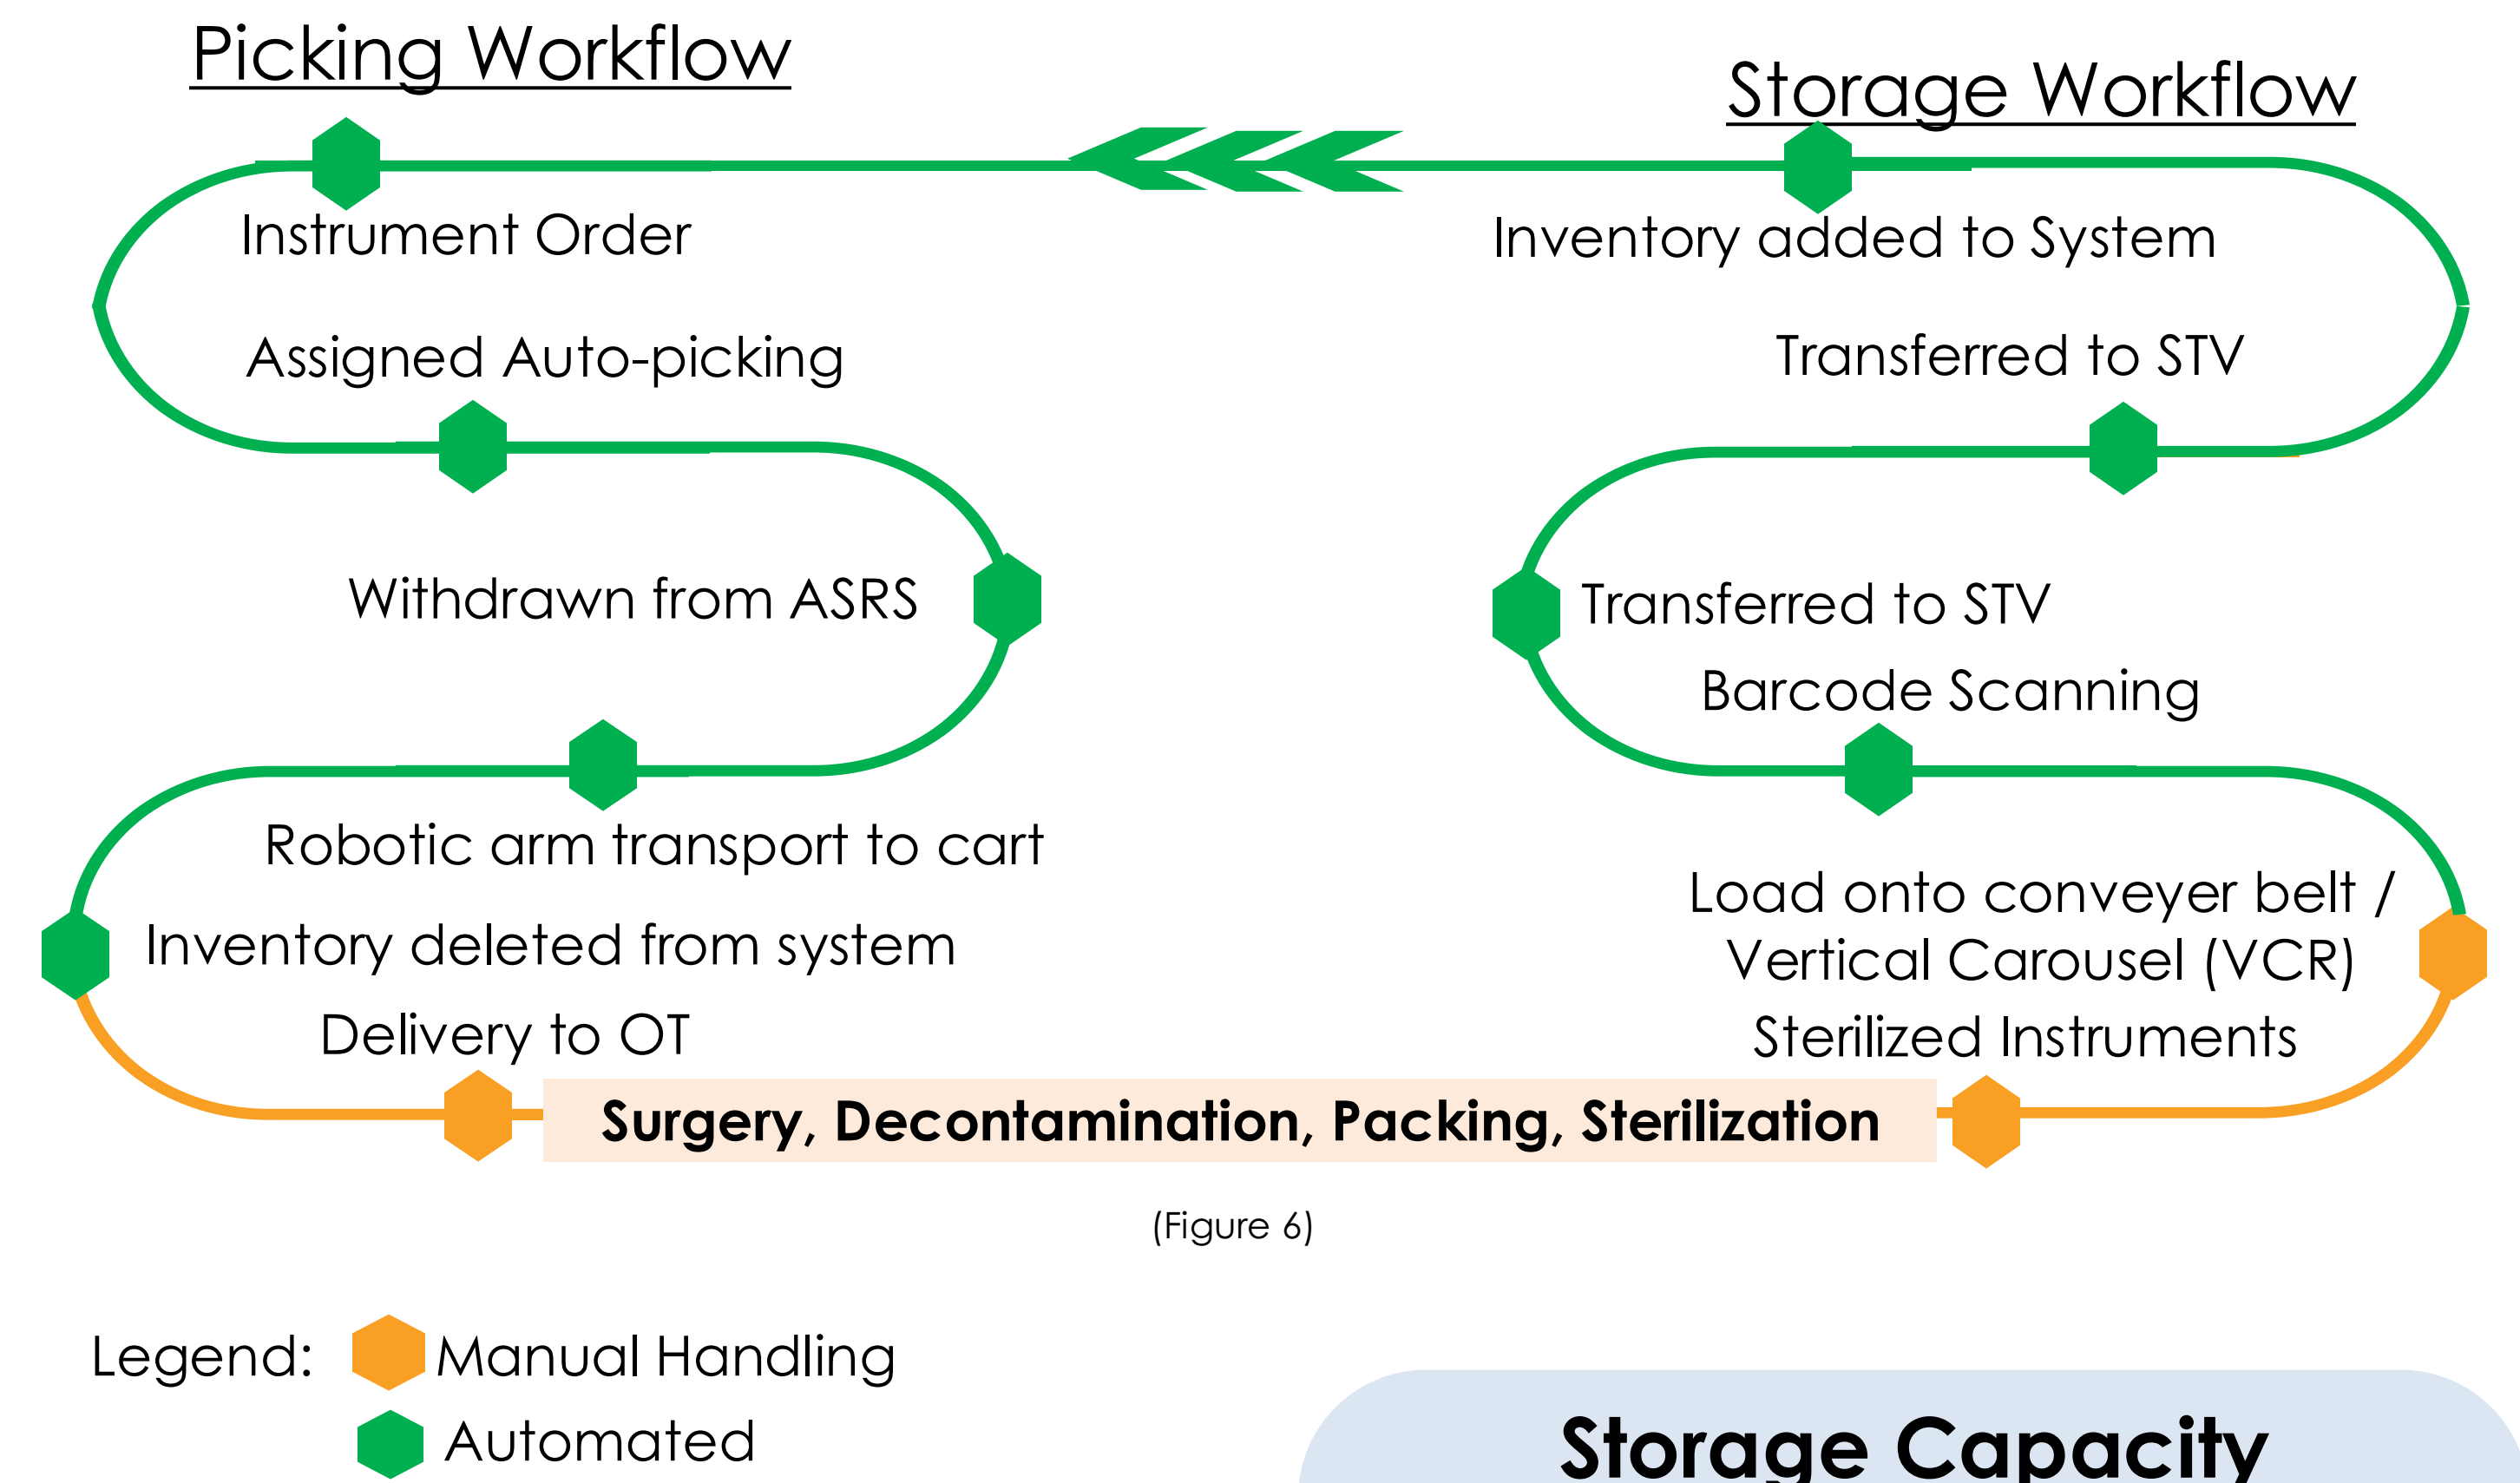 Picking Workflow
Storage Workflow
Instrument Order
Inventory added to System
Assigned Auto-picking
Transferred to STV
Withdrawn from ASRS
Transferred to STV
Barcode Scanning
Robotic arm transport to cart
Load onto conveyer belt /
Vertical Carousel (VCR)
Inventory deleted from system
Delivery to OT
Sterilized Instruments
Surgery, Decontamination, Packing, Sterilization
(Figure 6)
Legend:
Manual Handling
Automated
Storage Capacity